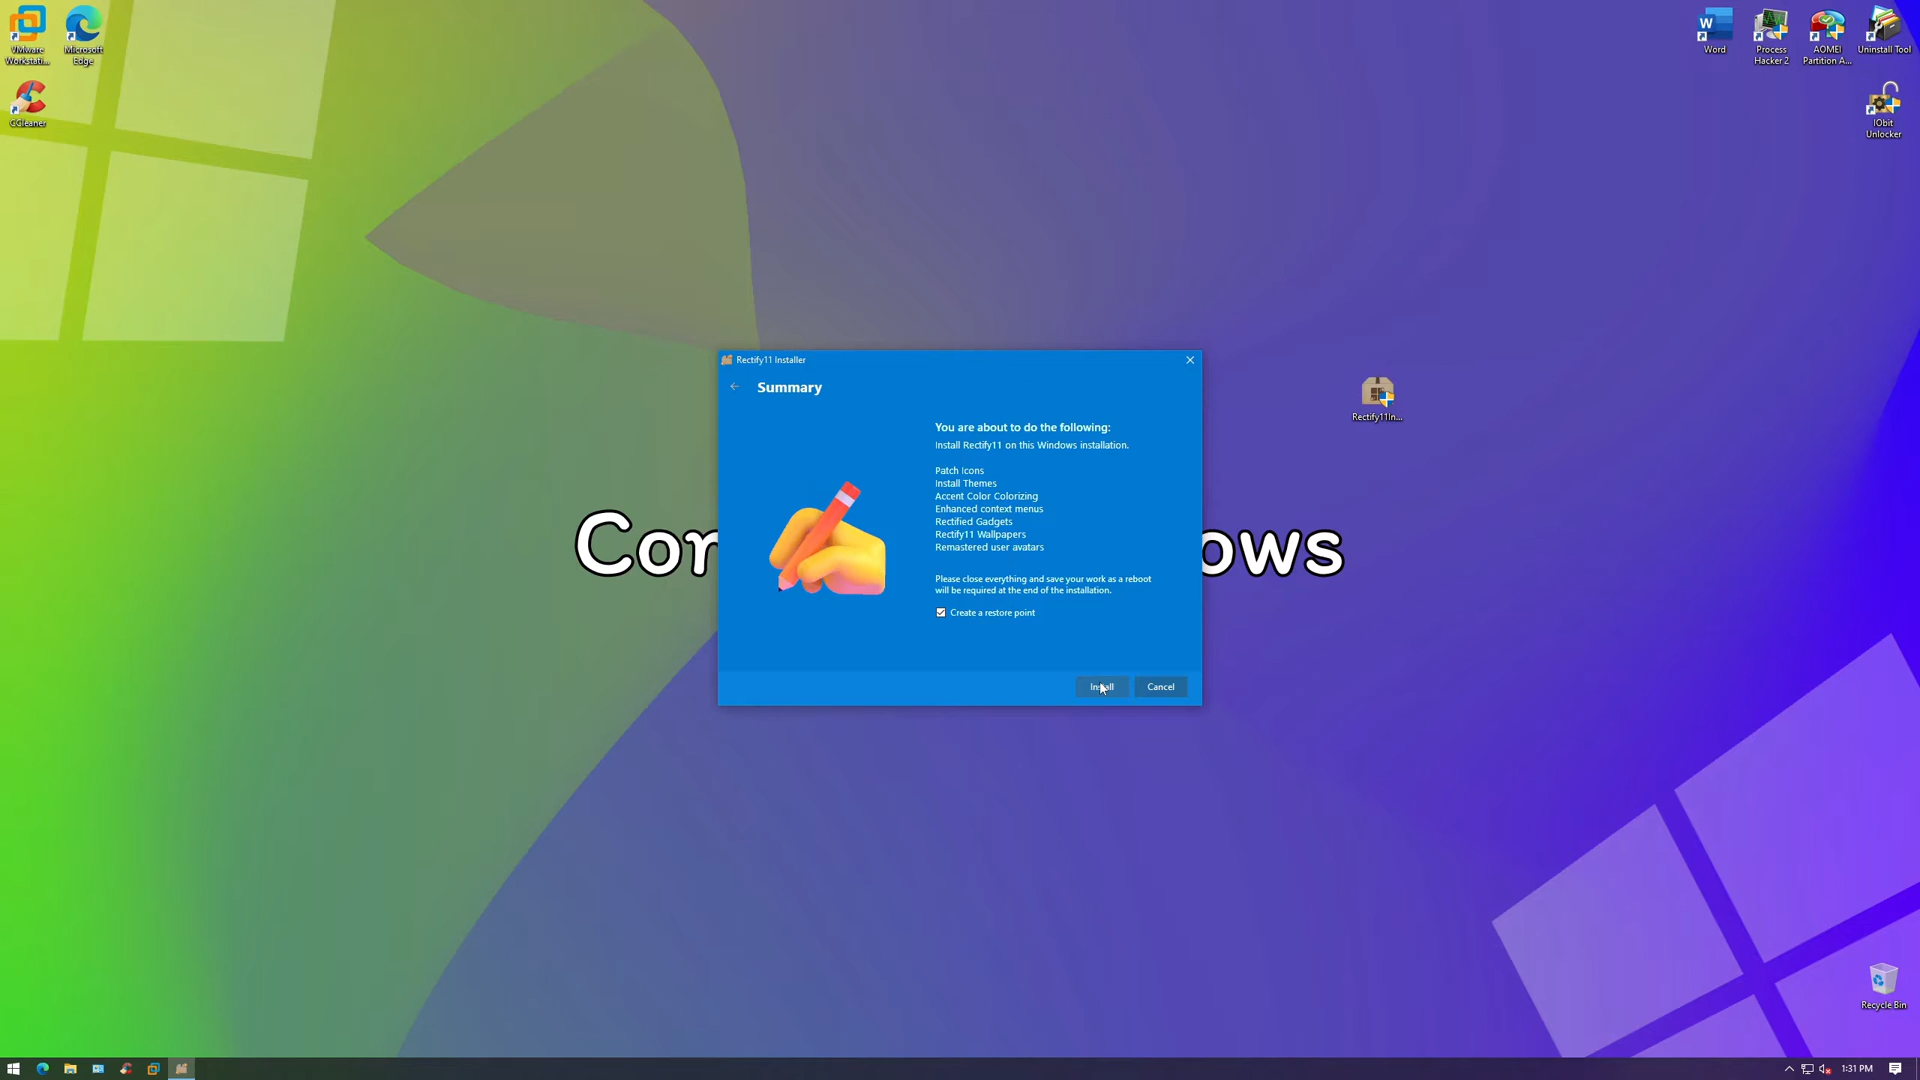 VMware
Workstati...
Microsoft
Edge
CCleaner
Word
Process
Hacker 2
AOMEI
Partition A...
Uninstall Tool
IObit
Unlocker
Rectify11 Installer
Summary
You are about to do the following:
Install Rectify11 on this Windows installation.
Patch Icons
Install Themes
Accent Color Colorizing
Enhanced context menus
Rectified Gadgets
Rectify11 Wallpapers
Remastered user avatars
Please close everything and save your work as a reboot
will be required at the end of the installation.
Create a restore point
Install
Cancel
Rectify11In...
Recycle Bin
1:31 PM